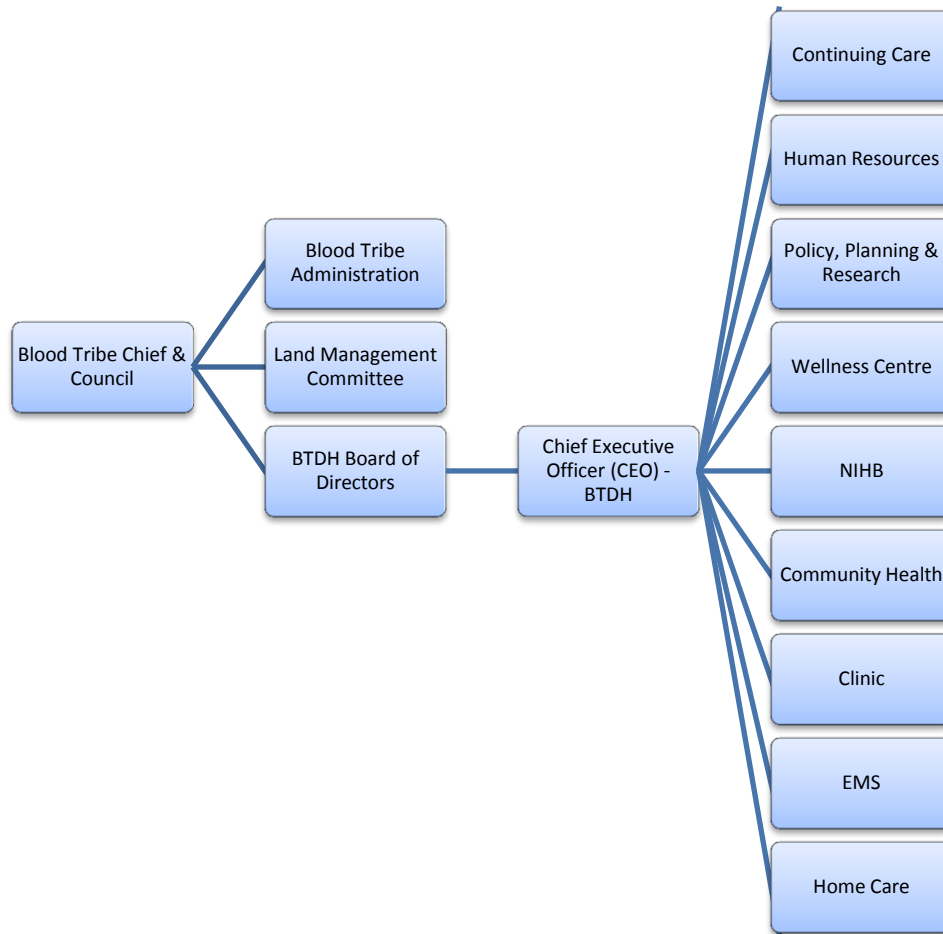 Blood Tribe Chief &
Council
Blood Tribe
Administration
Land Management
Committee
BTDH Board of
Directors
Chief Executive
Officer (CEO) -
BTDH
Continuing Care
Human Resources
Policy, Planning &
Research
Wellness Centre
NIHB
Community Health
Clinic
EMS
Home Care